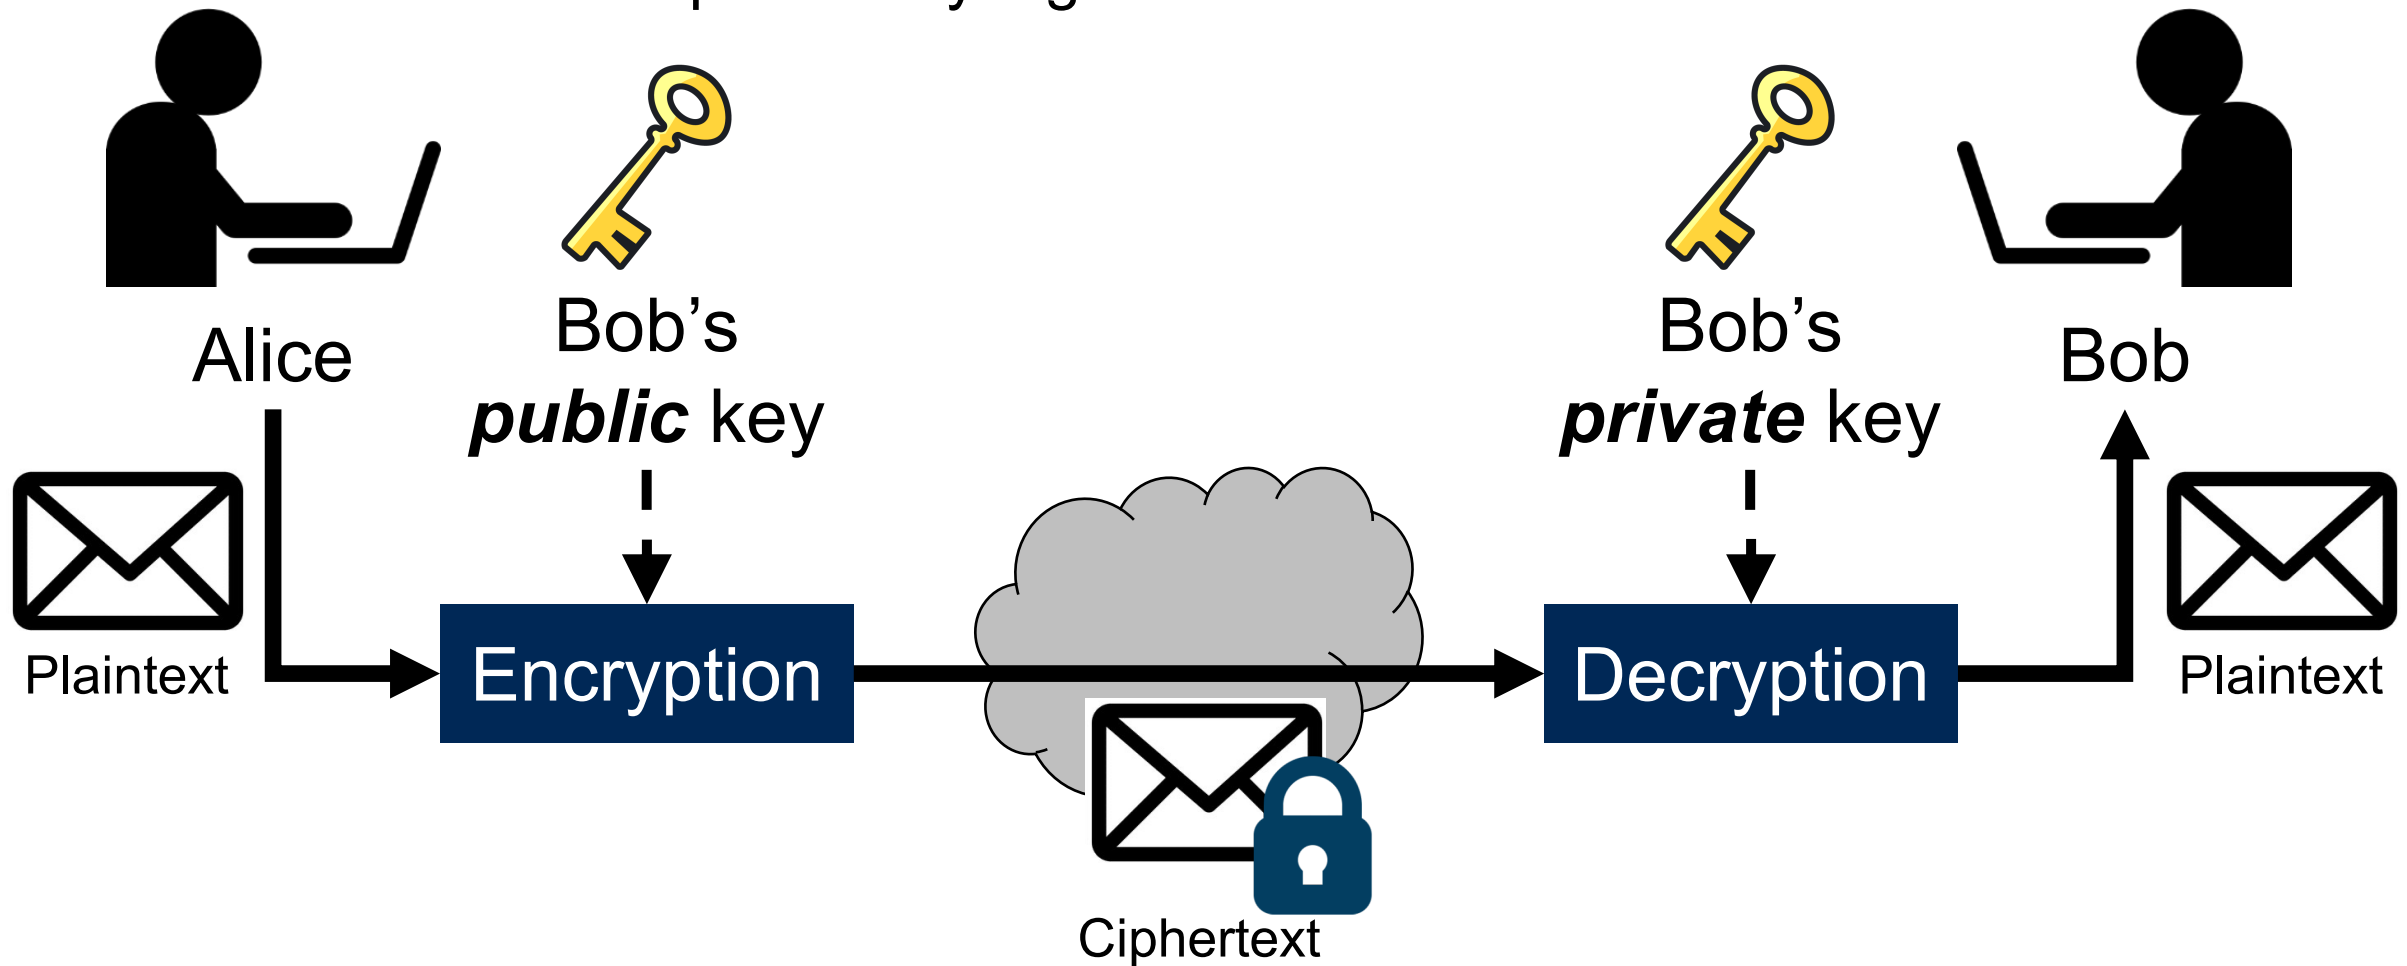 Alice
Bob’s
public key
Bob’s
private key
Bob
Plaintext
Encryption
Decryption
Plaintext
Ciphertext